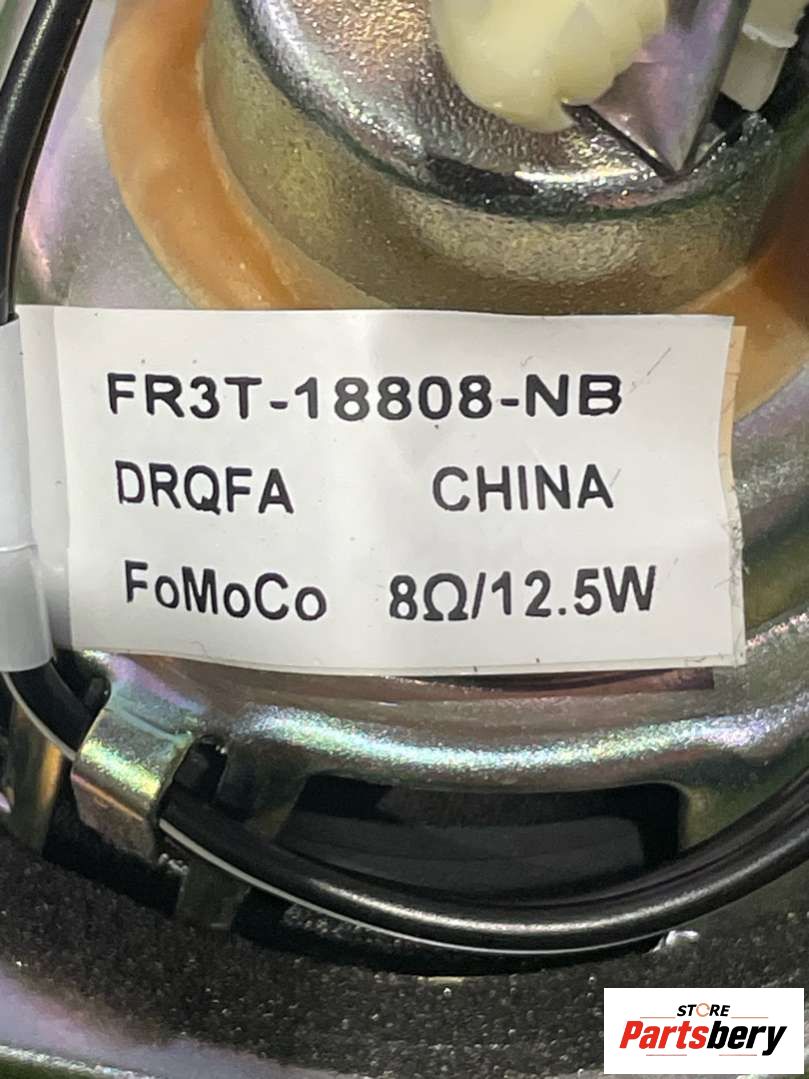 FR3T-18808-NB
DRQFA CHINA
FoMoCo 8Ω/12.5W
STORE
Partsbery